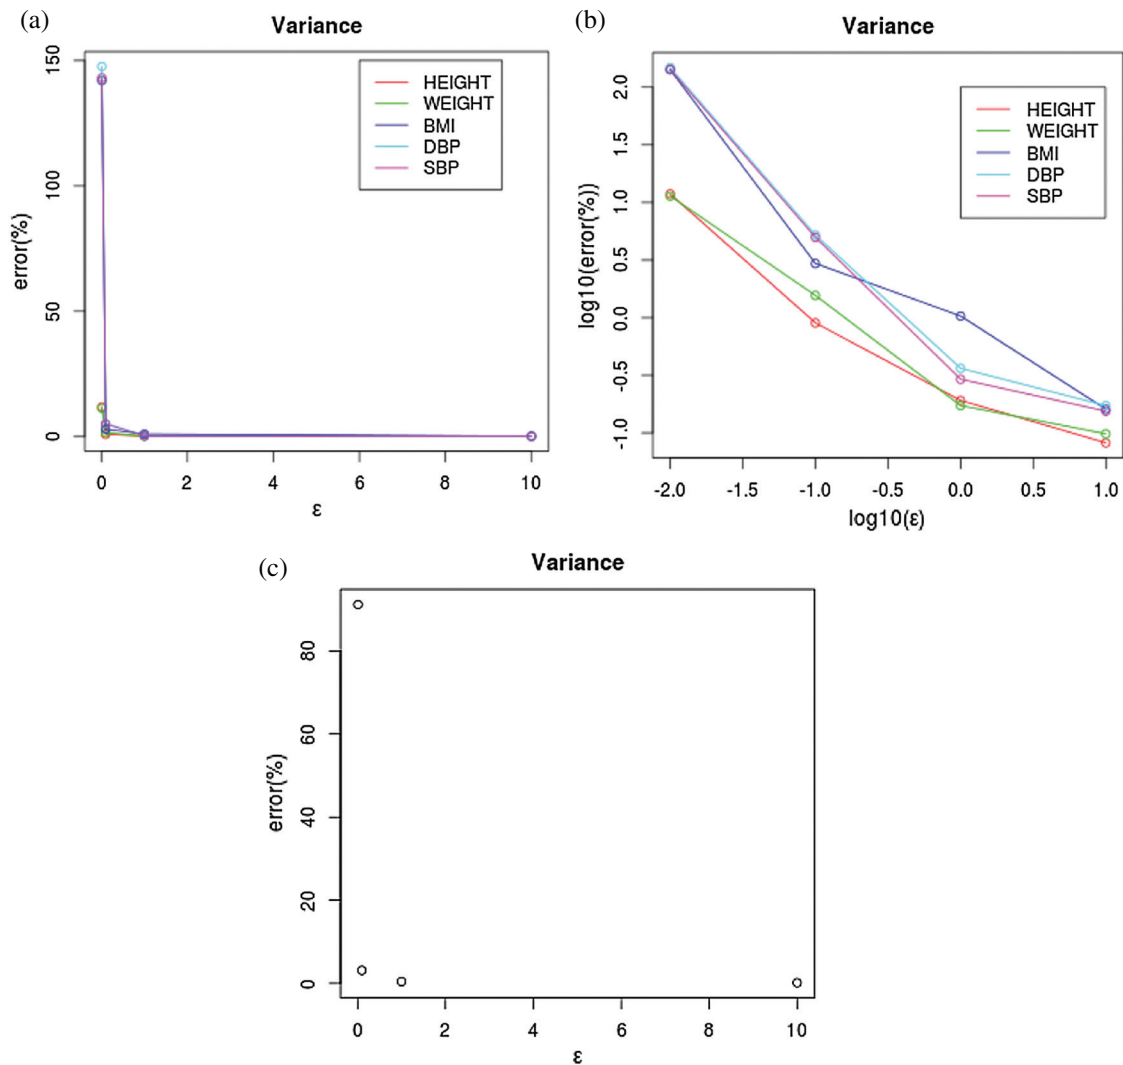 (a)
Variance
error(%)
150
100
50
0
HEIGHT
WEIGHT
BMI
DBP
SBP
0 2 4 6 8 10
ε
(b)
Variance
log10(error(%))
2.0
1.5
1.0
0.5
0.0
-0.5
-1.0
HEIGHT
WEIGHT
BMI
DBP
SBP
-2.0 -1.5 -1.0 -0.5 0.0 0.5 1.0
log10(ε)
(c)
Variance
error(%)
80
60
40
20
0
0 2 4 6 8 10
ε